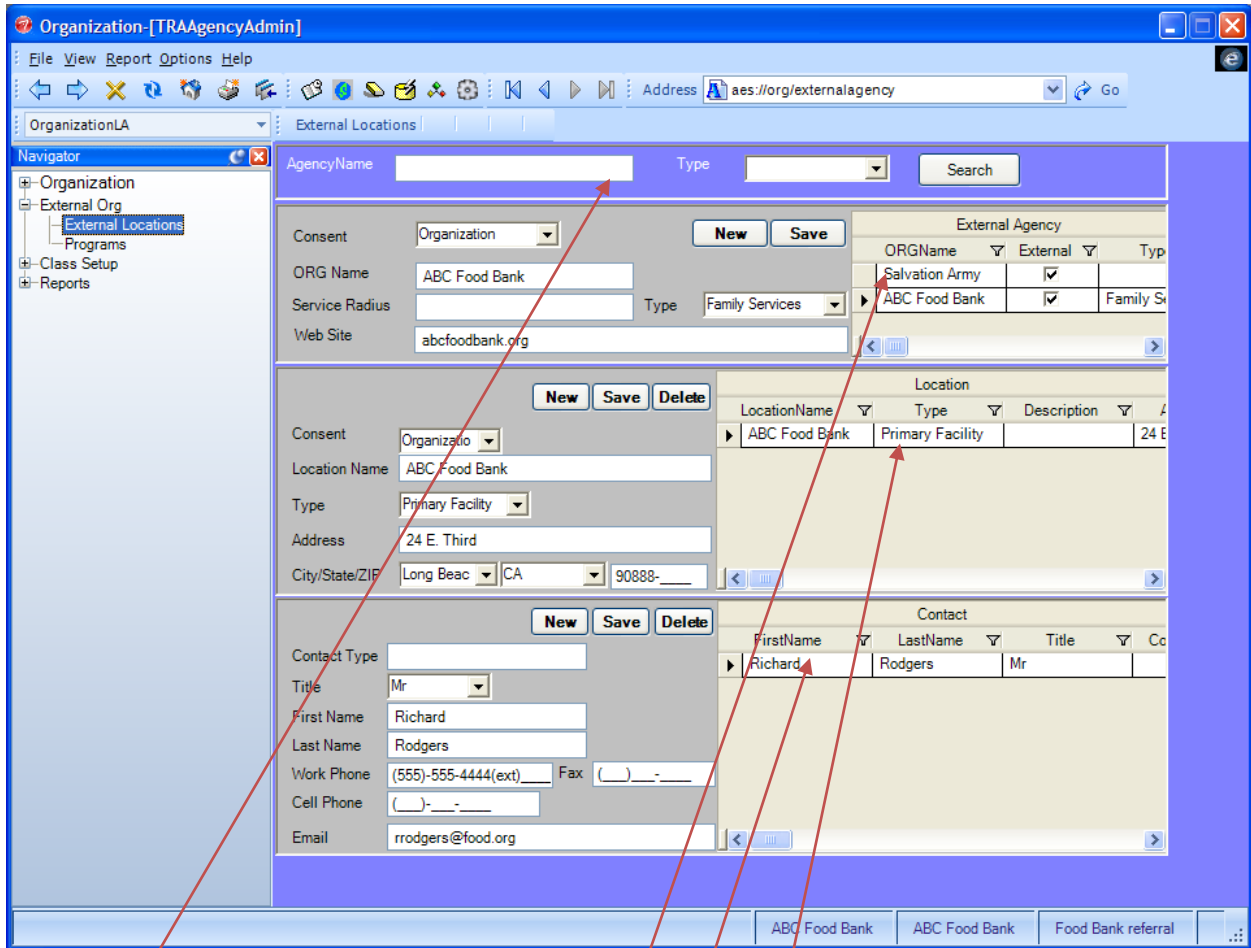 Organization-[TRAAgencyAdmin]
File View Report Options Help
Address aes://org/externalagency Go
OrganizationLA External Locations
Navigator
Organization
External Org
External Locations
Programs
Class Setup
Reports
AgencyName Type Search
Consent Organization New Save
ORG Name ABC Food Bank
Service Radius Type Family Services
Web Site abcfoodbank.org
External Agency
ORGName External Typ
Salvation Army
ABC Food Bank Family Se
New Save Delete
Consent Organizatio
Location Name ABC Food Bank
Type Primary Facility
Address 24 E. Third
City/State/ZIP Long Beac CA 90888-____
Location
LocationName Type Description A
ABC Food Bank Primary Facility 24 E
New Save Delete
Contact Type
Title Mr
First Name Richard
Last Name Rodgers
Work Phone (555)-555-4444(ext)____ Fax (___)___-____
Cell Phone (___)-___-____
Email rrodgers@food.org
Contact
FirstName LastName Title Co
Richard Rodgers Mr
ABC Food Bank ABC Food Bank Food Bank referral